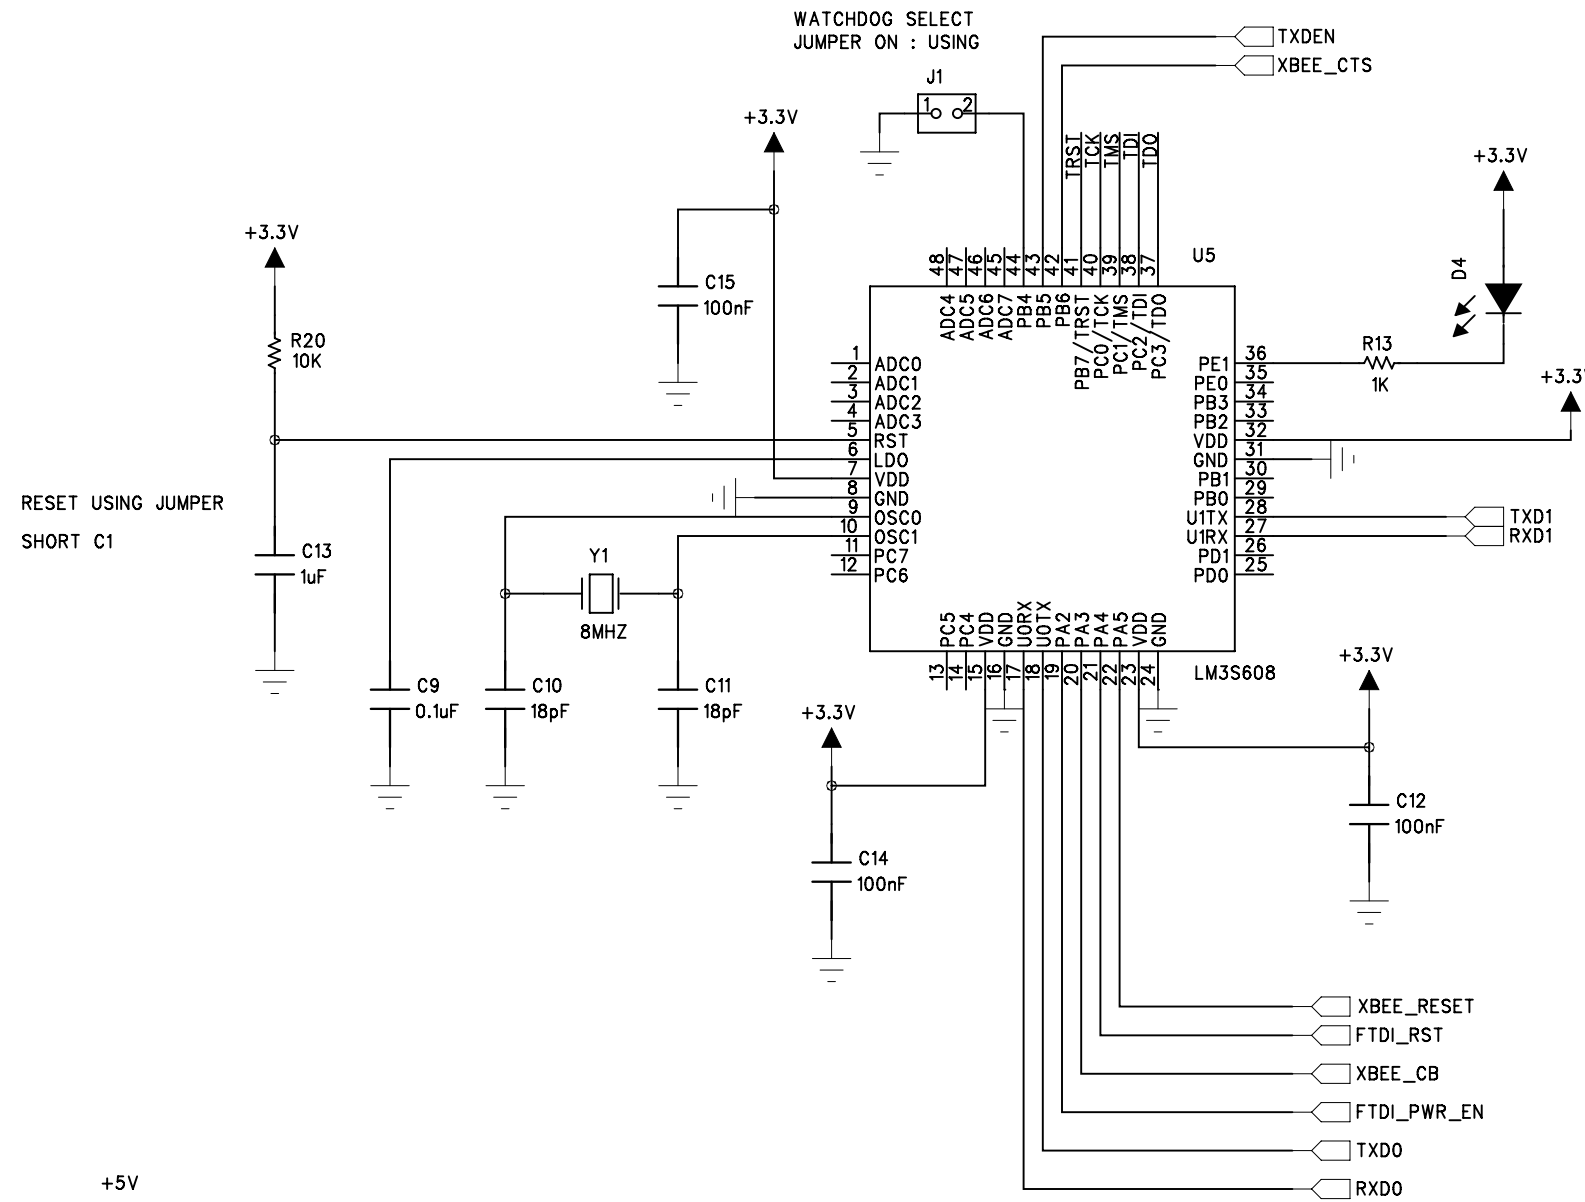 WATCHDOG SELECT
JUMPER ON : USING
TXDEN
XBEE_CTS
J1
1 2
+3.3V
TRST
TCK
TMS
TDI
TDO
+3.3V
+3.3V
U5
48
47
46
45
44
43
42
41
40
39
38
37
D4
C15
100nF
ADC4
ADC5
ADC6
ADC7
PB4
PB5
PB6
PB7/TRST
PC0/TCK
PC1/TMS
PC2/TDI
PC3/TDO
R20
10K
R13
1K
1 ADC0
2 ADC1
3 ADC2
4 ADC3
5 RST
6 LDO
7 VDD
8 GND
9 OSC0
10 OSC1
11 PC7
12 PC6
PE1 36
PE0 35
PB3 34
PB2 33
VDD 32
GND 31
PB1 30
PB0 29
U1TX 28
U1RX 27
PD1 26
PD0 25
+3.3
RESET USING JUMPER
SHORT C1
TXD1
RXD1
C13
1uF
Y1
8MHZ
PC5
PC4
VDD
GND
U0RX
U0TX
PA2
PA3
PA4
PA5
VDD
GND
13
14
15
16
17
18
19
20
21
22
23
24
LM3S608
+3.3V
C9
0.1uF
C10
18pF
C11
18pF
+3.3V
C12
100nF
C14
100nF
XBEE_RESET
FTDI_RST
XBEE_CB
FTDI_PWR_EN
TXD0
RXD0
+5V